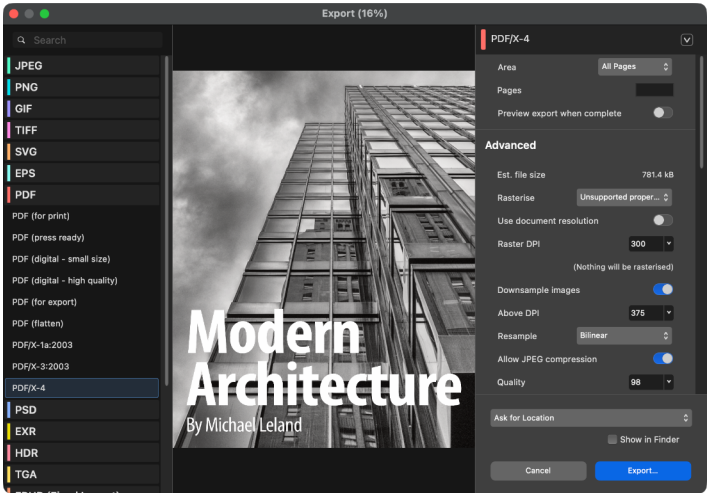 Export (16%)
Search
JPEG
PNG
GIF
TIFF
SVG
EPS
PDF
PDF (for print)
PDF (press ready)
PDF (digital - small size)
PDF (digital - high quality)
PDF (for export)
PDF (flatten)
PDF/X-1a:2003
PDF/X-3:2003
PDF/X-4
PSD
EXR
HDR
TGA
Modern
Architecture
By Michael Leland
PDF/X-4
Area All Pages
Pages
Preview export when complete
Advanced
Est. file size 781.4 kB
Rasterise Unsupported proper...
Use document resolution
Raster DPI 300
(Nothing will be rasterised)
Downsample images
Above DPI 375
Resample Bilinear
Allow JPEG compression
Quality 98
Ask for Location
Show in Finder
Cancel Export...